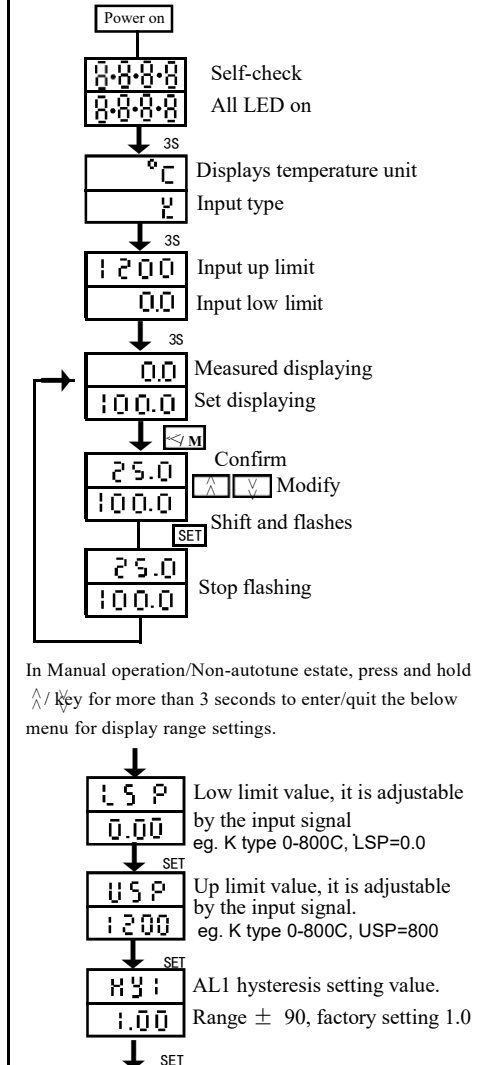 Power on
8.8.8.8 Self-check
8.8.8.8 All LED on
3S
°C Displays temperature unit
K Input type
3S
1200 Input up limit
0.0 Input low limit
3S
0.0 Measured displaying
100.0 Set displaying
≪/M
25.0 Confirm
100.0 Modify
Shift and flashes
SET
25.0 Stop flashing
100.0
In Manual operation/Non-autotune estate, press and hold
/ key for more than 3 seconds to enter/quit the below
menu for display range settings.
LSP Low limit value, it is adjustable
0.00 by the input signal
eg. K type 0-800C, LSP=0.0
SET
USP Up limit value, it is adjustable
1200 by the input signal.
eg. K type 0-800C, USP=800
SET
HY1 AL1 hysteresis setting value.
1.00 Range ± 90, factory setting 1.0
SET